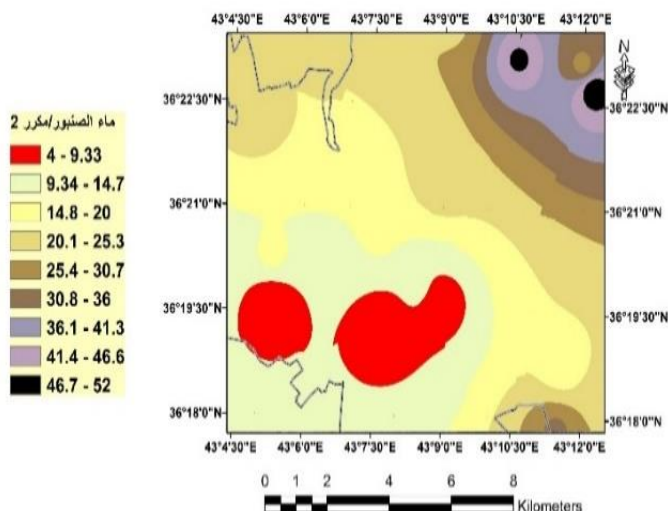 43°4'30"E 43°6'0"E 43°7'30"E 43°9'0"E 43°10'30"E 43°12'0"E
N
36°22'30"N 36°22'30"N
ماء الصنبور/مكرر 2
4 - 9.33
9.34 - 14.7
14.8 - 20
20.1 - 25.3
25.4 - 30.7
30.8 - 36
36.1 - 41.3
41.4 - 46.6
46.7 - 52
36°21'0"N 36°21'0"N
36°19'30"N 36°19'30"N
36°18'0"N 36°18'0"N
43°4'30"E 43°6'0"E 43°7'30"E 43°9'0"E 43°10'30"E 43°12'0"E
0 1 2 4 6 8
Kilometers